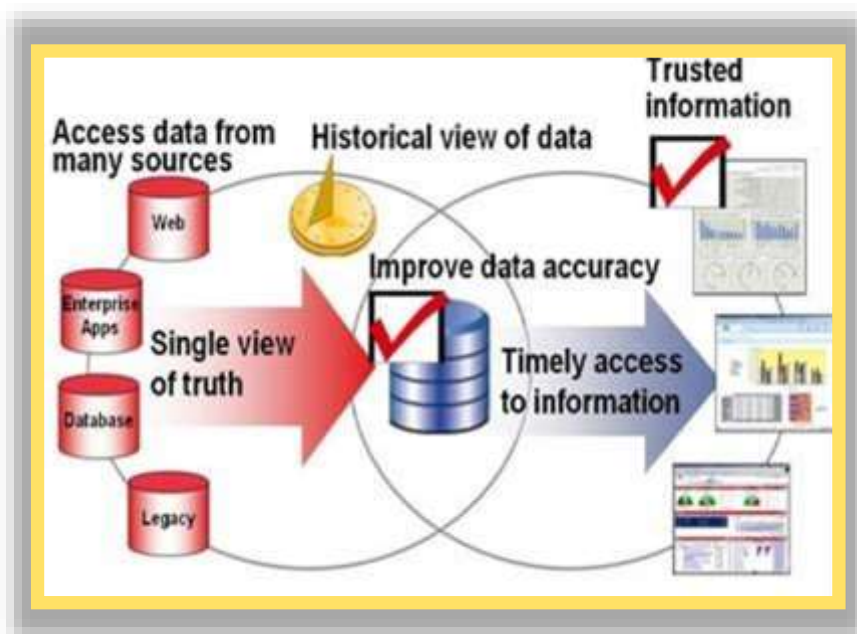 Trusted
information
Access data from
many sources
Historical view of data
Web
Improve data accuracy
Enterprise
Apps
Single view
of truth
Timely access
to information
Database
Legacy